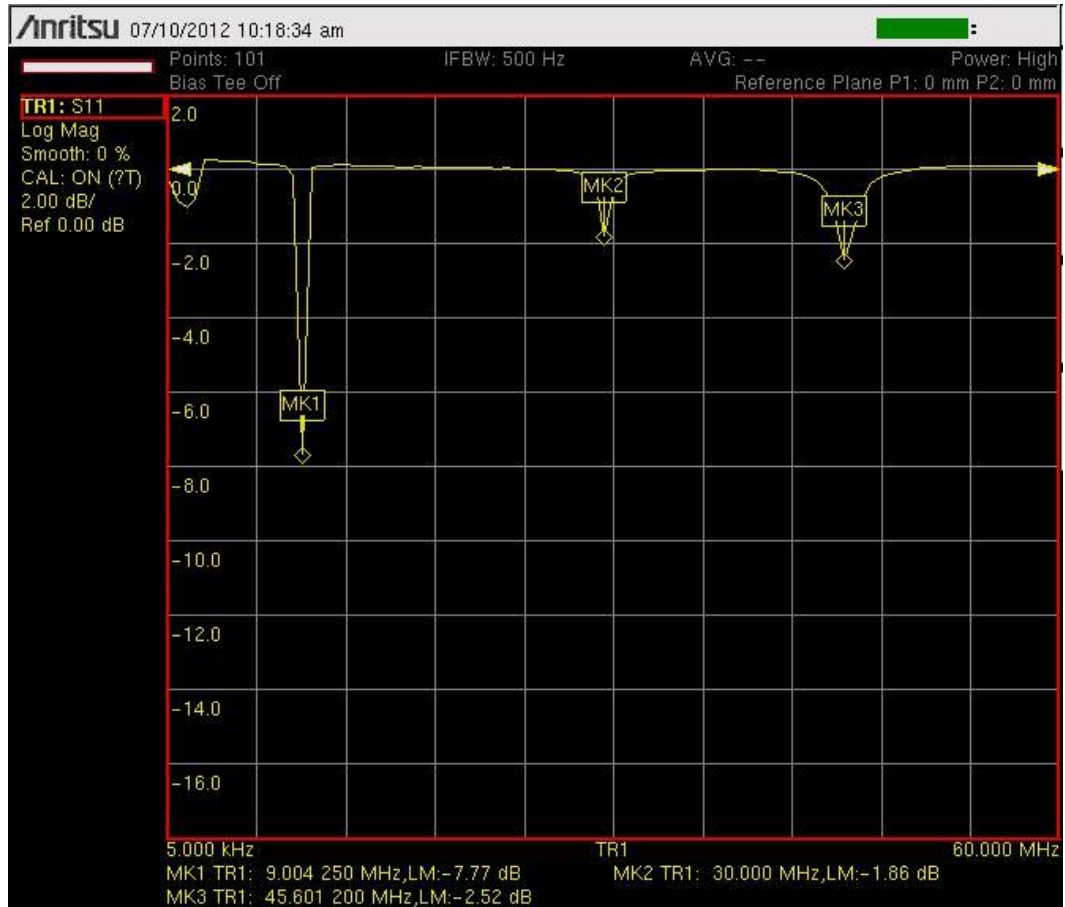 Anritsu 07/10/2012 10:18:34 am
Points: 101 IFBW: 500 Hz AVG: -- Power: High
Bias Tee Off Reference Plane P1: 0 mm P2: 0 mm
TR1: S11
Log Mag
Smooth: 0 %
CAL: ON (?T)
2.00 dB/
Ref 0.00 dB
2.0
0.0
MK2
MK3
-2.0
-4.0
MK1
-6.0
-8.0
-10.0
-12.0
-14.0
-16.0
5.000 kHz TR1 60.000 MHz
MK1 TR1: 9.004 250 MHz,LM:-7.77 dB MK2 TR1: 30.000 MHz,LM:-1.86 dB
MK3 TR1: 45.601 200 MHz,LM:-2.52 dB